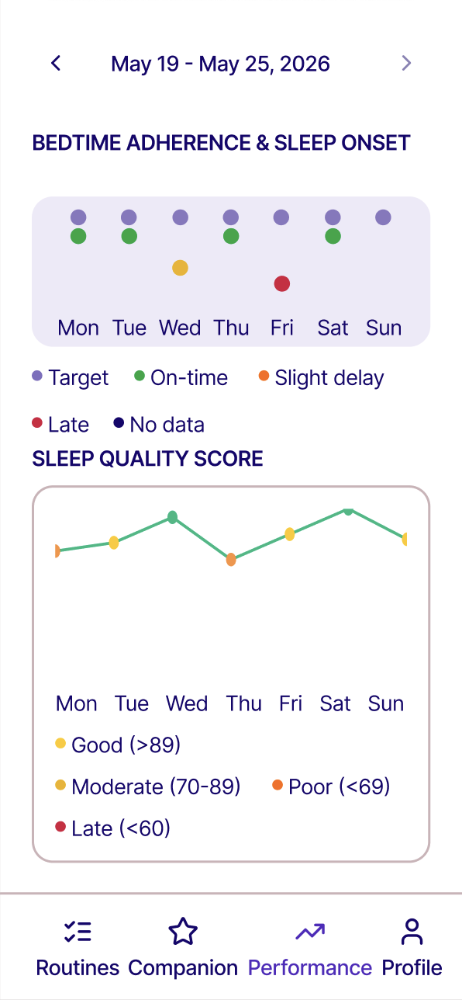 May 19 - May 25, 2026
BEDTIME ADHERENCE & SLEEP ONSET
Mon Tue Wed Thu Fri Sat Sun
Target On-time Slight delay
Late No data
SLEEP QUALITY SCORE
Mon Tue Wed Thu Fri Sat Sun
Good (>89)
Moderate (70-89) Poor (<69)
Late (<60)
Routines Companion Performance Profile